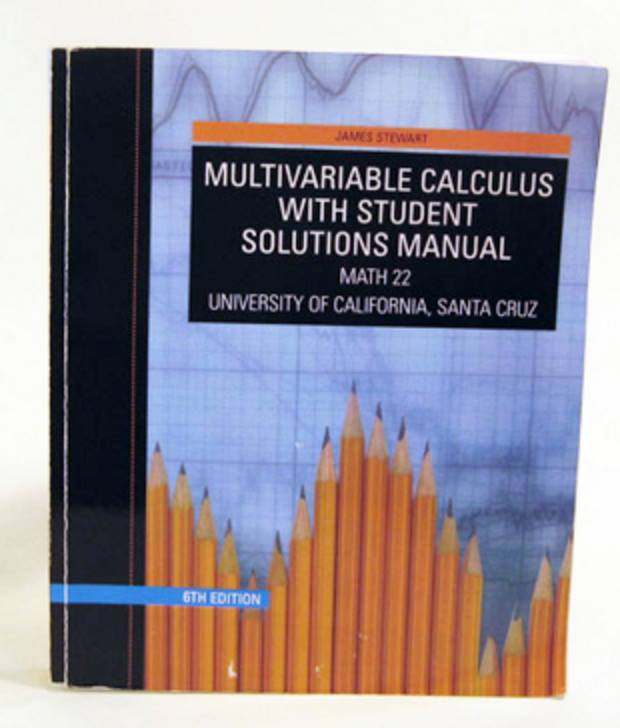 JAMES STEWART
MULTIVARIABLE CALCULUS
WITH STUDENT
SOLUTIONS MANUAL
MATH 22
UNIVERSITY OF CALIFORNIA, SANTA CRUZ
6TH EDITION